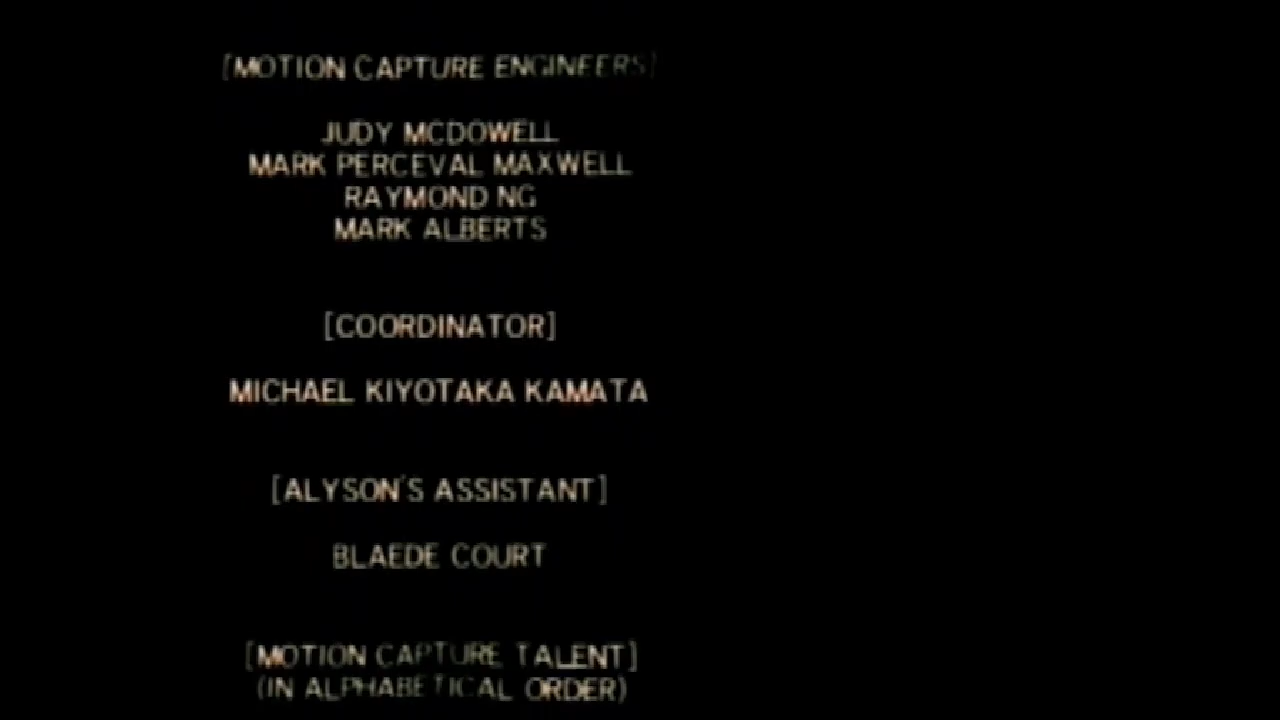 [MOTION CAPTURE ENGINEERS]
JUDY MCDOWELL
MARK PERCEVAL MAXWELL
RAYMOND NG
MARK ALBERTS
[COORDINATOR]
MICHAEL KIYOTAKA KAMATA
[ALYSON'S ASSISTANT]
BLAEDE COURT
[MOTION CAPTURE TALENT]
(IN ALPHABETICAL ORDER)